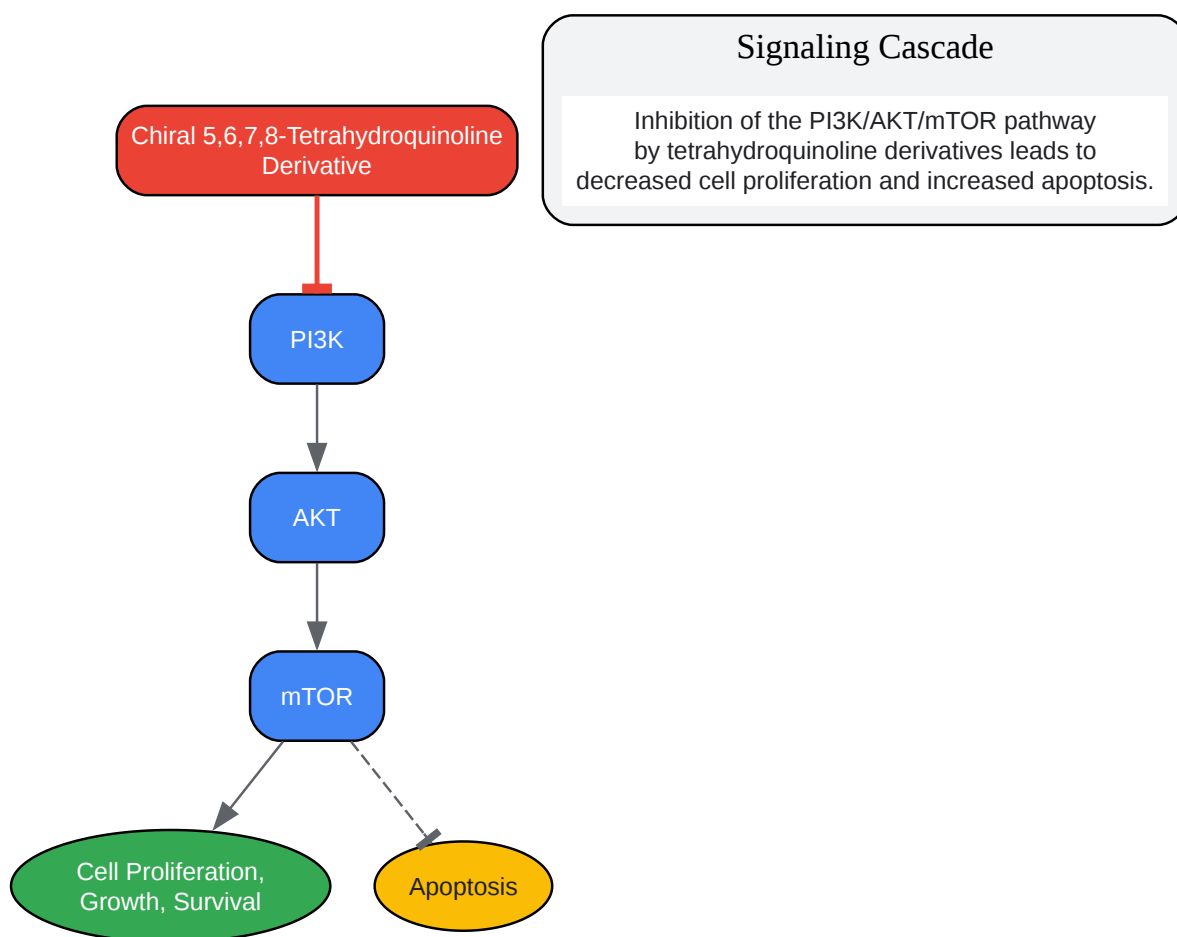 Signaling Cascade
Inhibition of the PI3K/AKT/mTOR pathway
by tetrahydroquinoline derivatives leads to
decreased cell proliferation and increased apoptosis.
Chiral 5,6,7,8-Tetrahydroquinoline
Derivative
PI3K
AKT
mTOR
Cell Proliferation,
Growth, Survival
Apoptosis